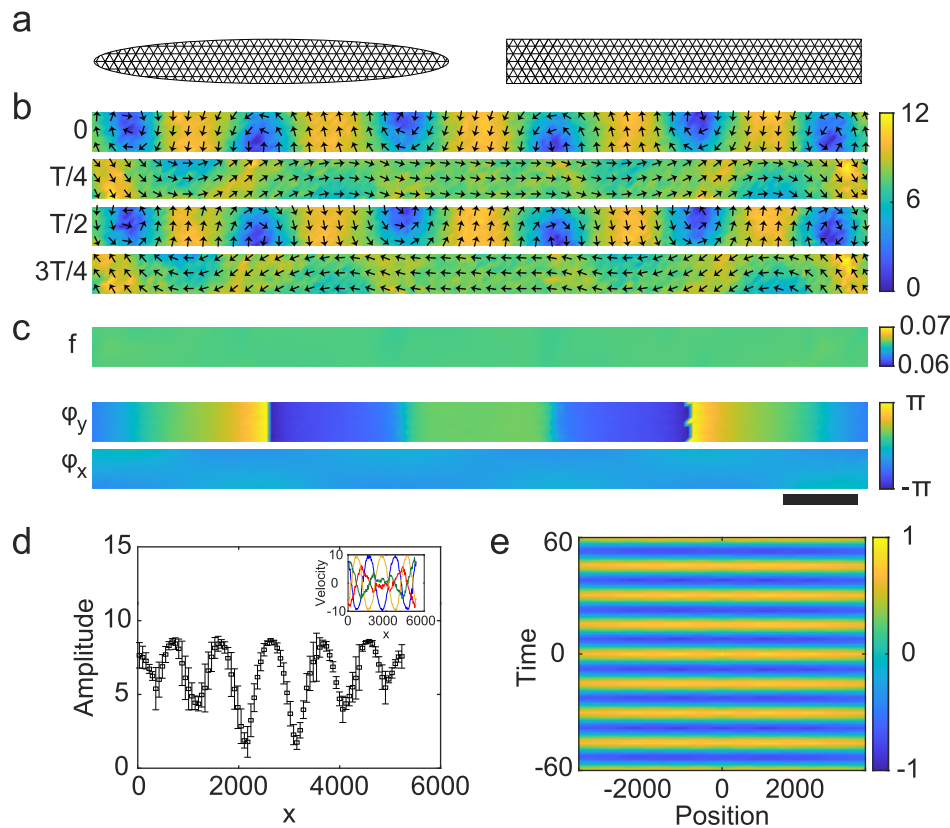 a
b
0
T/4
T/2
3T/4
12
6
0
c
f
0.07
0.06
φy
φx
π
-π
d
15
10
5
0
Amplitude
0
2000
4000
6000
x
10
0
-10
Velocity
0
3000
6000
x
e
60
0
-60
Time
-2000
0
2000
Position
1
0
-1